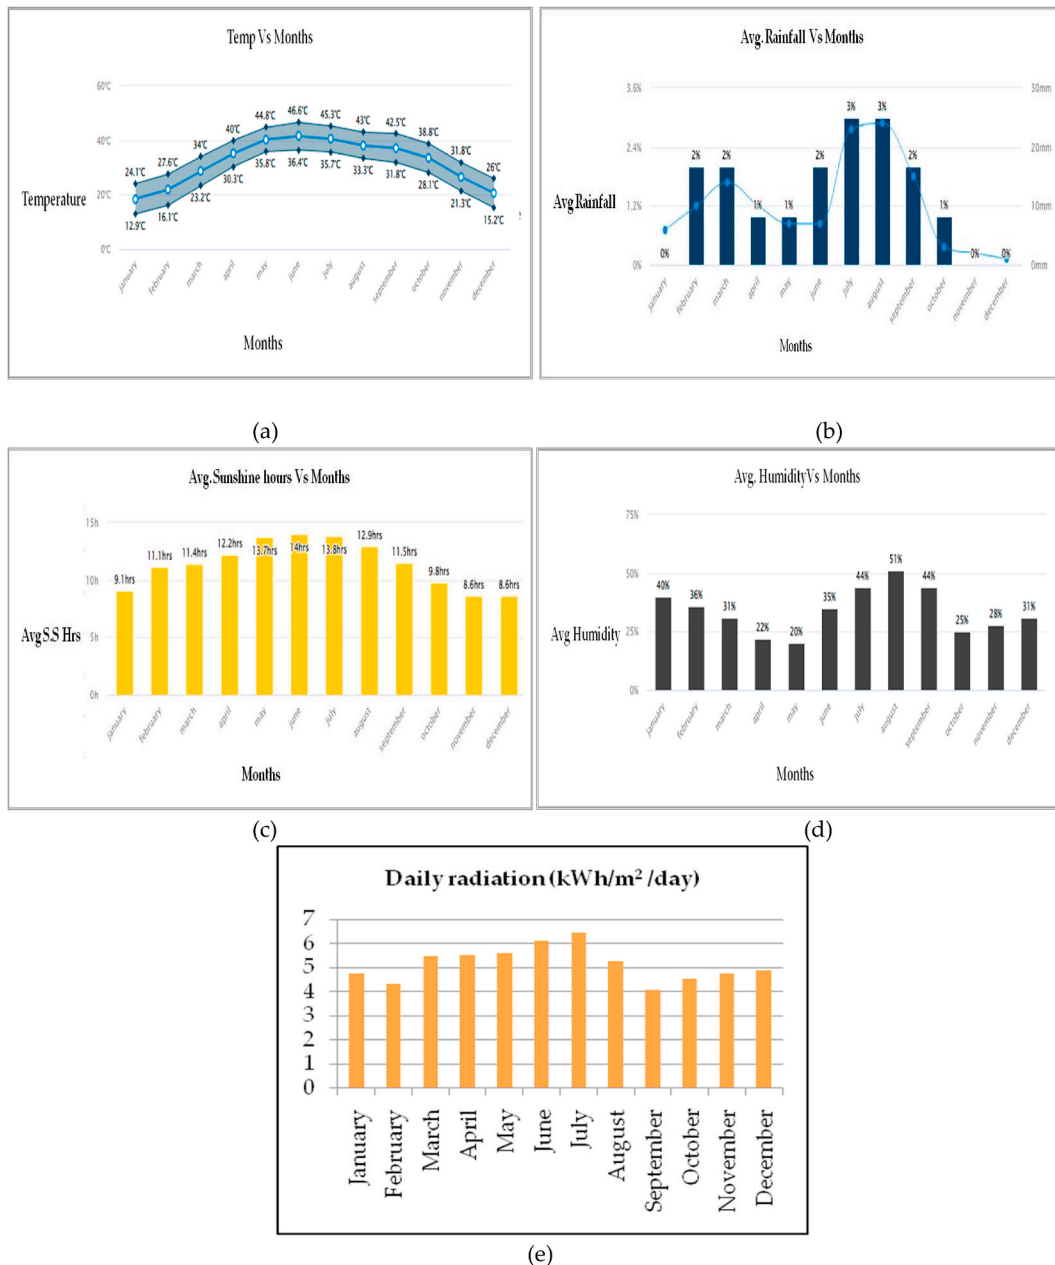 Temp Vs Months
60°C
40°C
20°C
0°C
Temperature
24.1°C
27.6°C
34°C
40°C
44.8°C
46.6°C
45.3°C
43°C
42.5°C
38.8°C
31.8°C
26°C
12.9°C
16.1°C
23.2°C
30.3°C
35.8°C
36.4°C
35.7°C
33.3°C
31.8°C
28.1°C
21.3°C
15.2°C
january
february
march
april
may
june
july
august
september
october
november
december
Months
(a)
Avg. Rainfall Vs Months
3.6%
2.4%
1.2%
0%
Avg Rainfall
30mm
20mm
10mm
0mm
0%
2%
2%
1%
1%
2%
3%
3%
2%
1%
0%
0%
january
february
march
april
may
june
july
august
september
october
november
december
Months
(b)
Avg. Sunshine hours Vs Months
15h
10h
5h
0h
Avg S.S Hrs
9.1hrs
11.1hrs
11.4hrs
12.2hrs
13.7hrs
14hrs
13.8hrs
12.9hrs
11.5hrs
9.8hrs
8.6hrs
8.6hrs
january
february
march
april
may
june
july
august
september
october
november
december
Months
(c)
Avg. Humidity Vs Months
75%
50%
25%
0%
Avg Humidity
40%
36%
31%
22%
20%
35%
44%
51%
44%
25%
28%
31%
january
february
march
april
may
june
july
august
september
october
november
december
Months
(d)
Daily radiation (kWh/m² /day)
7
6
5
4
3
2
1
0
January
February
March
April
May
June
July
August
September
October
November
December
(e)